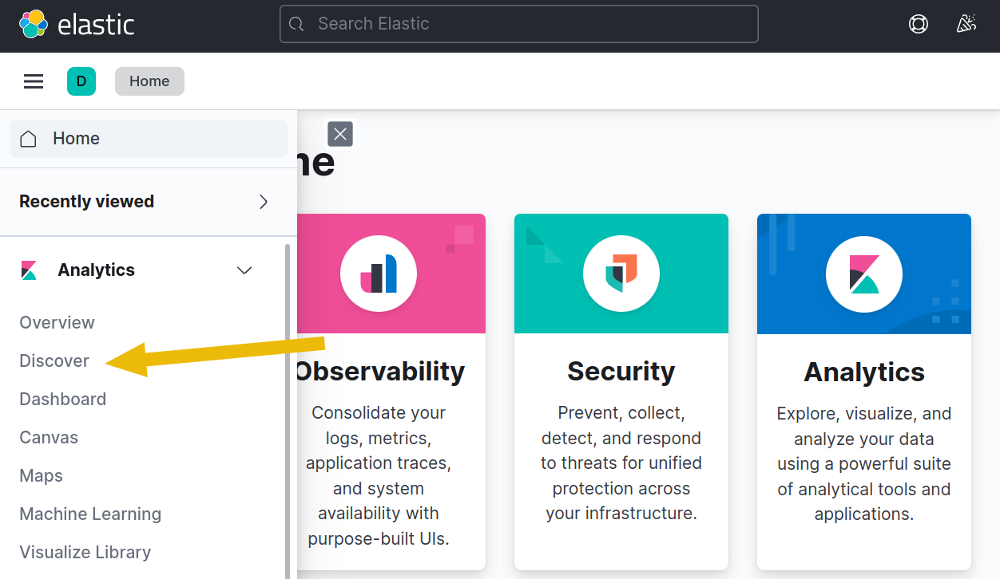 elastic
Search Elastic
D
Home
Home
Recently viewed
Analytics
Overview
Discover
Dashboard
Canvas
Maps
Machine Learning
Visualize Library
me
Observability
Consolidate your
logs, metrics,
application traces,
and system
availability with
purpose-built UIs.
Security
Prevent, collect,
detect, and respond
to threats for unified
protection across
your infrastructure.
Analytics
Explore, visualize, and
analyze your data
using a powerful suite
of analytical tools and
applications.